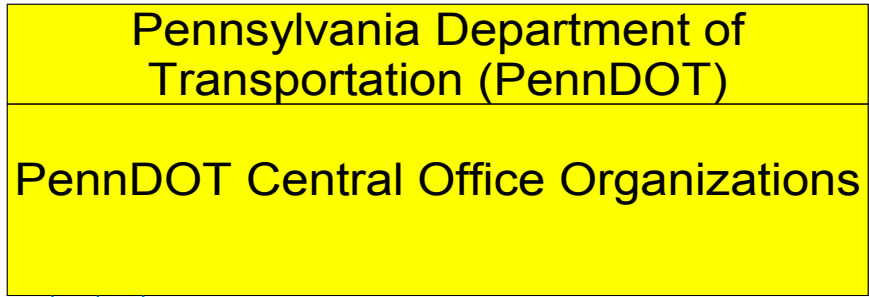 Pennsylvania Department of
Transportation (PennDOT)
PennDOT Central Office Organizations